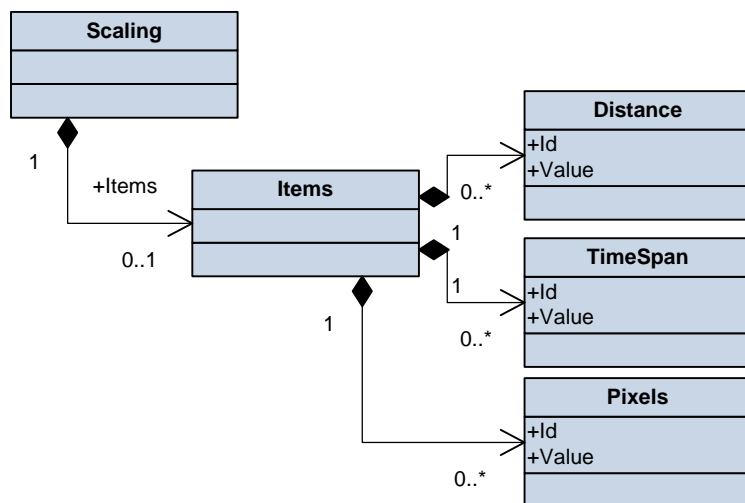 Scaling
1
+Items
0..1
Items
1
1
1
Distance
+Id
+Value
0..*
TimeSpan
+Id
+Value
0..*
Pixels
+Id
+Value
0..*